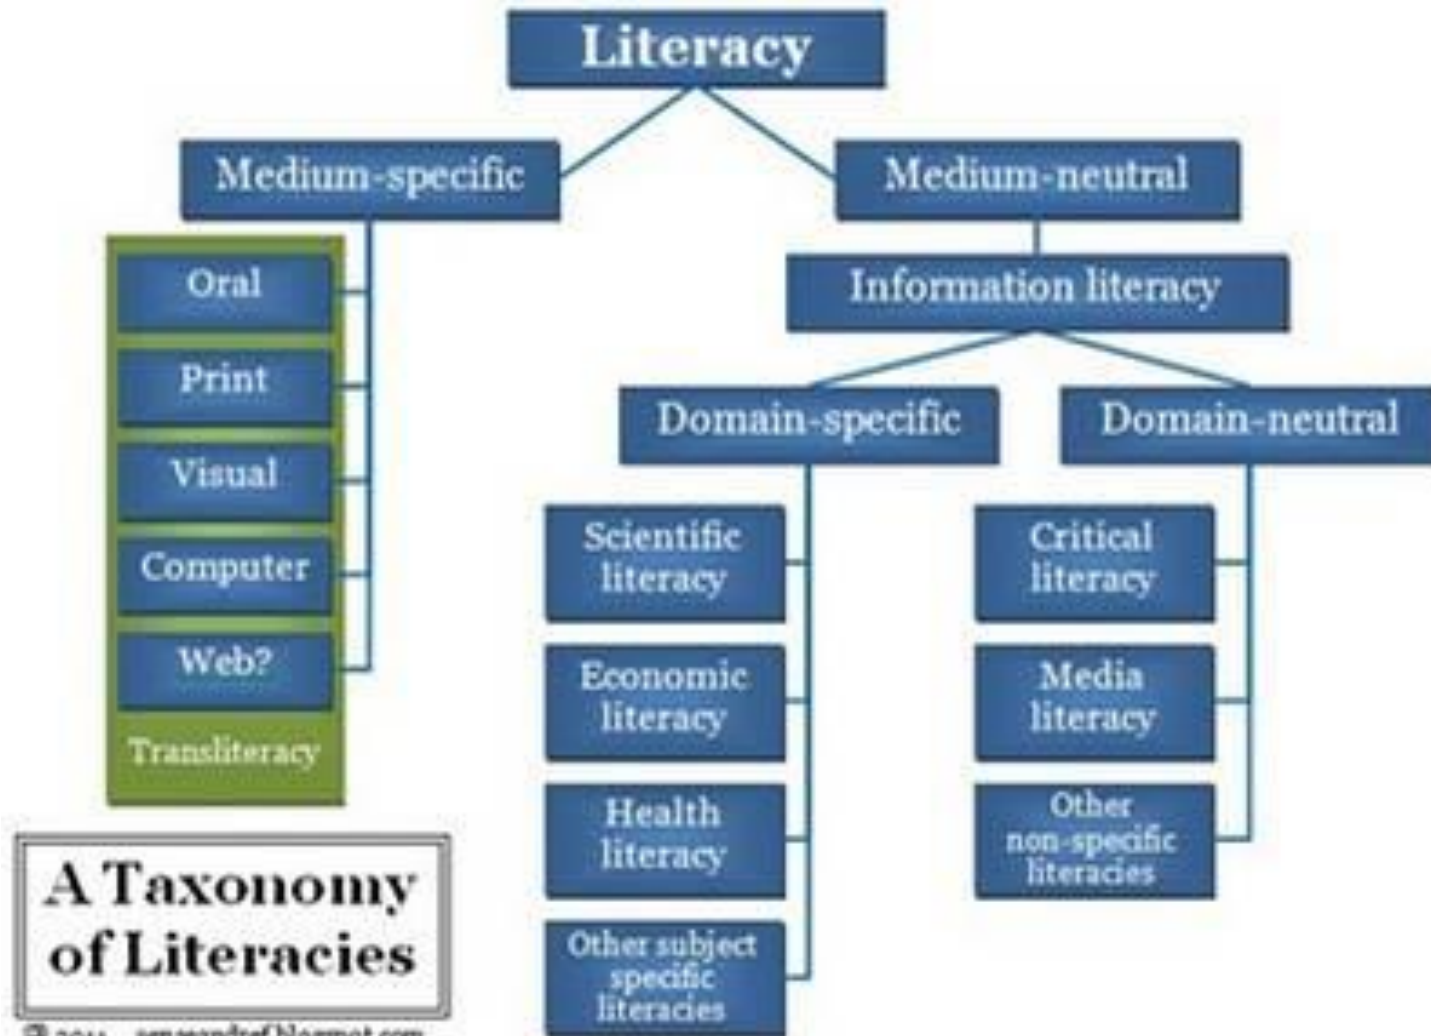 Literacy
Medium-specific
Medium-neutral
Oral
Print
Visual
Computer
Web?
Transliteracy
Information literacy
Domain-specific
Domain-neutral
Scientific
literacy
Economic
literacy
Health
literacy
Other subject
specific
literacies
Critical
literacy
Media
literacy
Other
non-specific
literacies
A Taxonomy
of Literacies